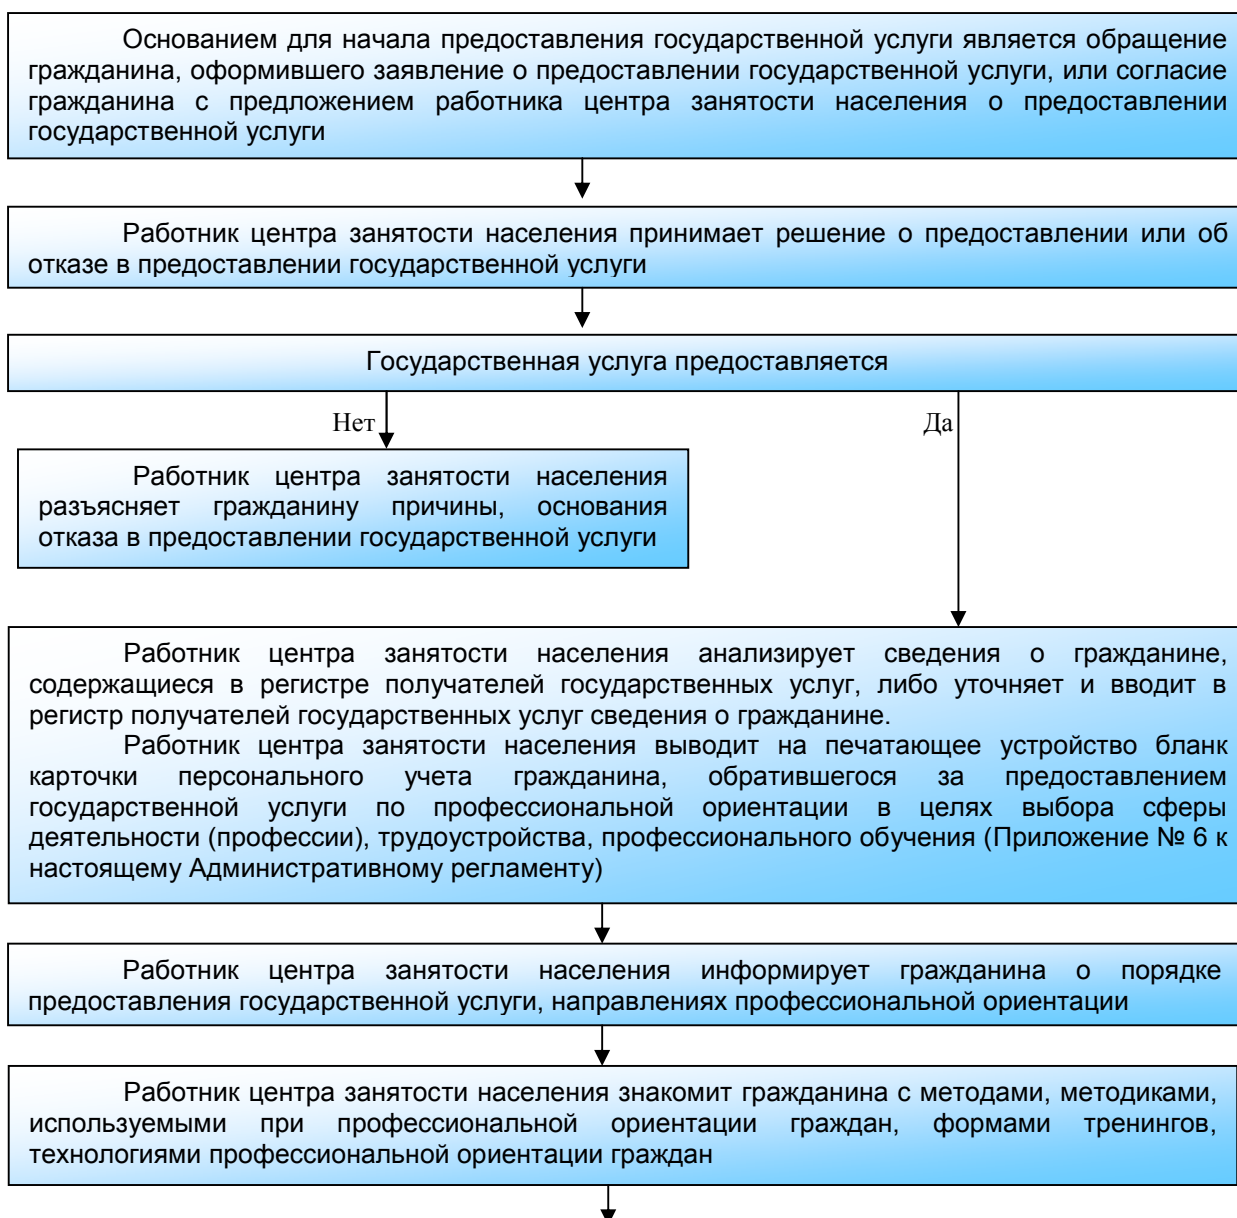 Основанием для начала предоставления государственной услуги является обращение
гражданина, оформившего заявление о предоставлении государственной услуги, или согласие
гражданина с предложением работника центра занятости населения о предоставлении
государственной услуги
Работник центра занятости населения принимает решение о предоставлении или об
отказе в предоставлении государственной услуги
Государственная услуга предоставляется
Нет
Да
Работник центра занятости населения
разъясняет гражданину причины, основания
отказа в предоставлении государственной услуги
Работник центра занятости населения анализирует сведения о гражданине,
содержащиеся в регистре получателей государственных услуг, либо уточняет и вводит в
регистр получателей государственных услуг сведения о гражданине.
Работник центра занятости населения выводит на печатающее устройство бланк
карточки персонального учета гражданина, обратившегося за предоставлением
государственной услуги по профессиональной ориентации в целях выбора сферы
деятельности (профессии), трудоустройства, профессионального обучения (Приложение № 6 к
настоящему Административному регламенту)
Работник центра занятости населения информирует гражданина о порядке
предоставления государственной услуги, направлениях профессиональной ориентации
Работник центра занятости населения знакомит гражданина с методами, методиками,
используемыми при профессиональной ориентации граждан, формами тренингов,
технологиями профессиональной ориентации граждан